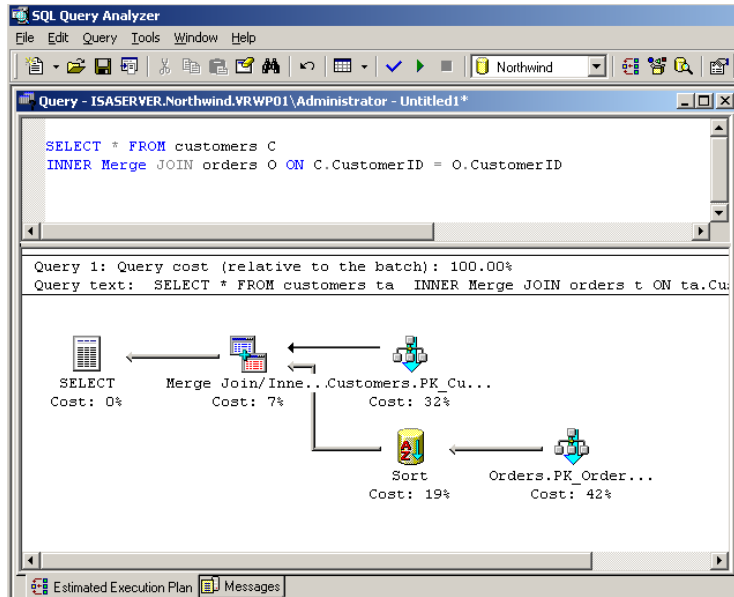 SQL Query Analyzer
File Edit Query Tools Window Help
Northwind
Query - ISASERVER.Northwind.VRWP01\Administrator - Untitled1*
SELECT * FROM customers C
INNER Merge JOIN orders O ON C.CustomerID = O.CustomerID
Query 1: Query cost (relative to the batch): 100.00%
Query text: SELECT * FROM customers ta INNER Merge JOIN orders t ON ta.Cu
SELECT
Cost: 0%
Merge Join/Inne...
Cost: 7%
Customers.PK_Cu...
Cost: 32%
Sort
Cost: 19%
Orders.PK_Order...
Cost: 42%
Estimated Execution Plan Messages